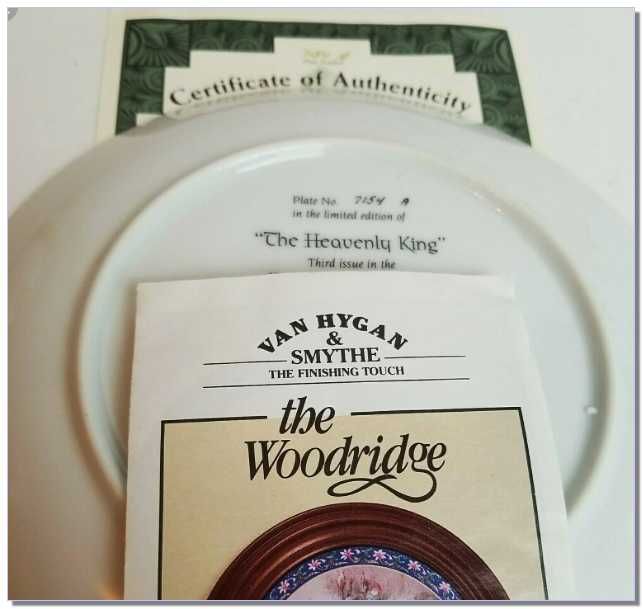 Certificate of Authenticity
Plate No. 7154 A
in the limited edition of
"The Heavenly King"
Third issue in the
VAN HYGAN
&
SMYTHE
THE FINISHING TOUCH
the
Woodridge